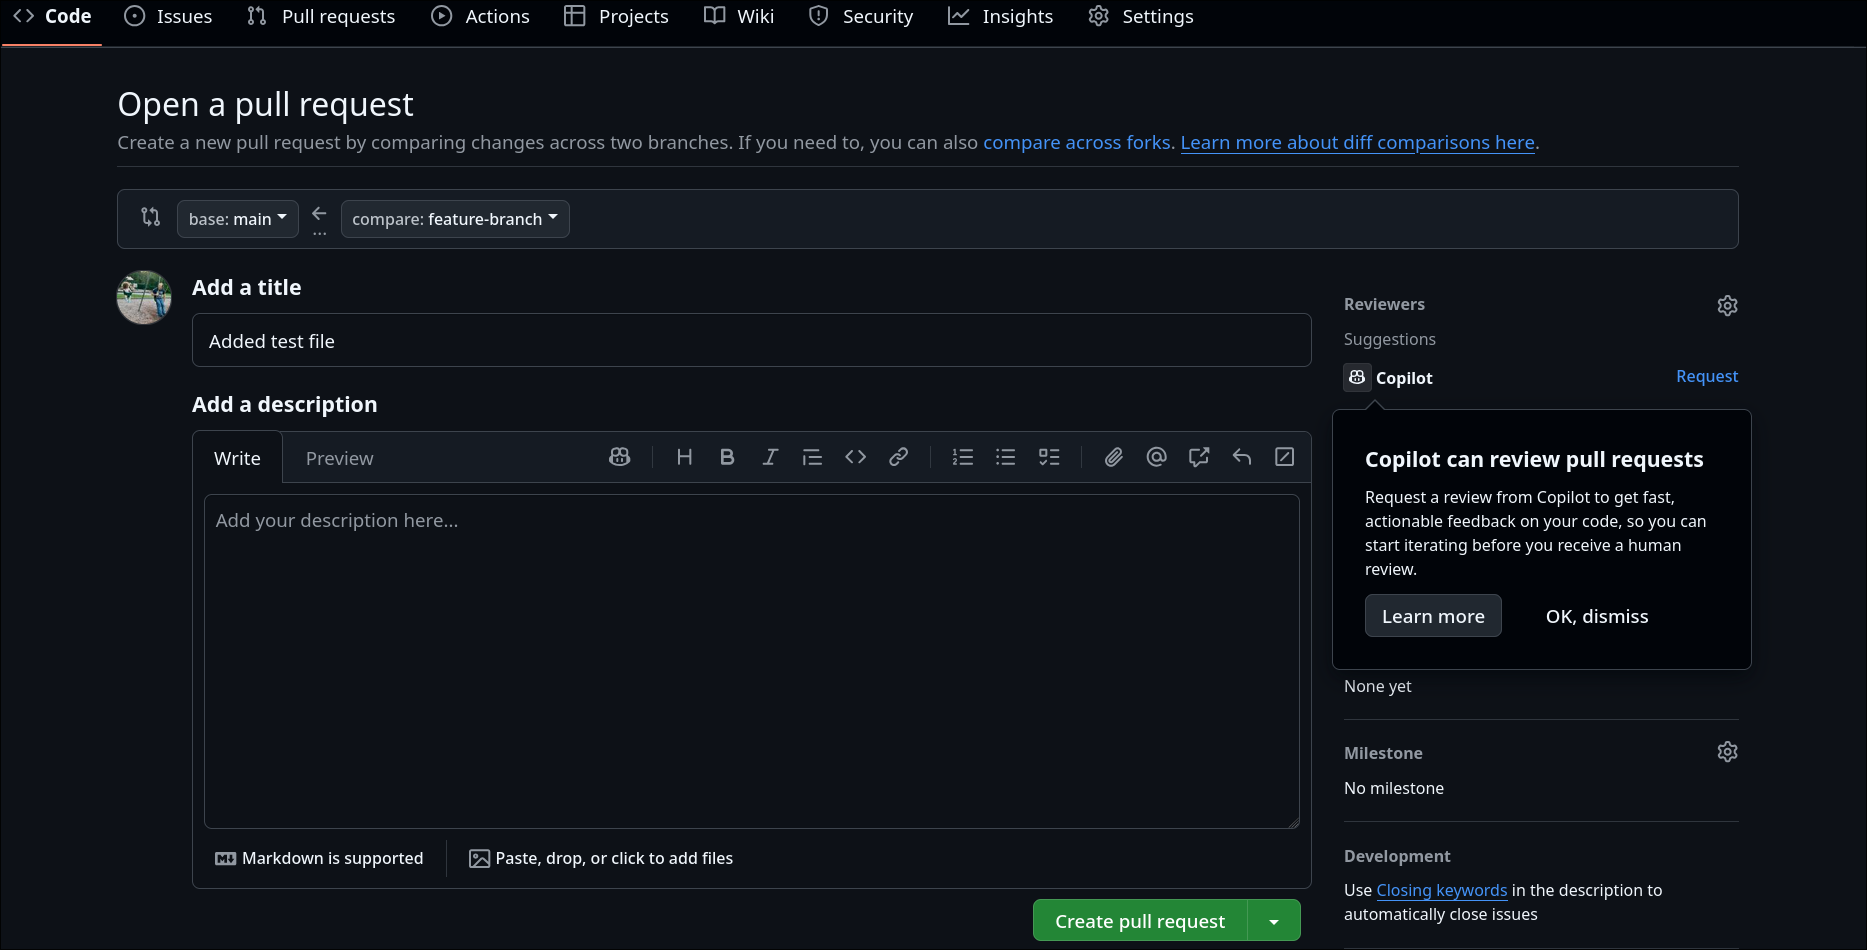 Code Issues Pull requests Actions Projects Wiki Security Insights Settings
Open a pull request
Create a new pull request by comparing changes across two branches. If you need to, you can also compare across forks. Learn more about diff comparisons here.
base: main compare: feature-branch
Add a title
Added test file
Add a description
Write Preview
Add your description here...
Markdown is supported Paste, drop, or click to add files
Create pull request
Reviewers
Suggestions
Copilot Request
Copilot can review pull requests
Request a review from Copilot to get fast,
actionable feedback on your code, so you can
start iterating before you receive a human
review.
Learn more OK, dismiss
None yet
Milestone
No milestone
Development
Use Closing keywords in the description to
automatically close issues